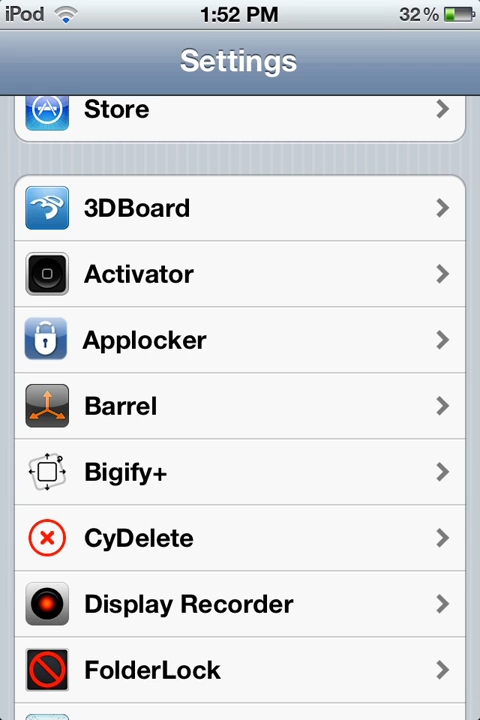 iPod 1:52 PM 32%
Settings
Store
3DBoard
Activator
Applocker
Barrel
Bigify+
CyDelete
Display Recorder
FolderLock